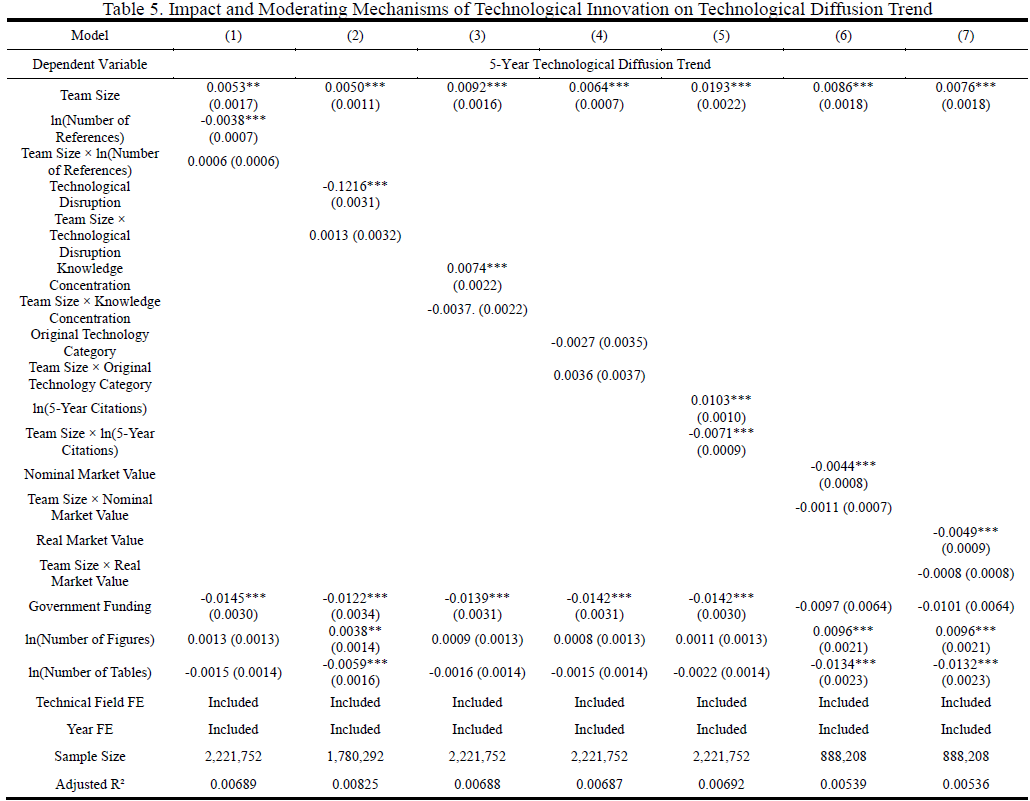 Table 5. Impact and Moderating Mechanisms of Technological Innovation on Technological Diffusion Trend
Model (1) (2) (3) (4) (5) (6) (7)
Dependent Variable 5-Year Technological Diffusion Trend
Team Size 0.0053** (0.0017) 0.0050*** (0.0011) 0.0092*** (0.0016) 0.0064*** (0.0007) 0.0193*** (0.0022) 0.0086*** (0.0018) 0.0076*** (0.0018)
ln(Number of References) -0.0038*** (0.0007)
Team Size × ln(Number of References) 0.0006 (0.0006)
Technological Disruption -0.1216*** (0.0031)
Team Size × Technological Disruption 0.0013 (0.0032)
Knowledge Concentration 0.0074*** (0.0022)
Team Size × Knowledge Concentration -0.0037. (0.0022)
Original Technology Category -0.0027 (0.0035)
Team Size × Original Technology Category 0.0036 (0.0037)
ln(5-Year Citations) 0.0103*** (0.0010)
Team Size × ln(5-Year Citations) -0.0071*** (0.0009)
Nominal Market Value -0.0044*** (0.0008)
Team Size × Nominal Market Value -0.0011 (0.0007)
Real Market Value -0.0049*** (0.0009)
Team Size × Real Market Value -0.0008 (0.0008)
Government Funding -0.0145*** (0.0030) -0.0122*** (0.0034) -0.0139*** (0.0031) -0.0142*** (0.0031) -0.0142*** (0.0030) -0.0097 (0.0064) -0.0101 (0.0064)
ln(Number of Figures) 0.0013 (0.0013) 0.0038** (0.0014) 0.0009 (0.0013) 0.0008 (0.0013) 0.0011 (0.0013) 0.0096*** (0.0021) 0.0096*** (0.0021)
ln(Number of Tables) -0.0015 (0.0014) -0.0059*** (0.0016) -0.0016 (0.0014) -0.0015 (0.0014) -0.0022 (0.0014) -0.0134*** (0.0023) -0.0132*** (0.0023)
Technical Field FE Included Included Included Included Included Included Included
Year FE Included Included Included Included Included Included Included
Sample Size 2,221,752 1,780,292 2,221,752 2,221,752 2,221,752 888,208 888,208
Adjusted R² 0.00689 0.00825 0.00688 0.00687 0.00692 0.00539 0.00536